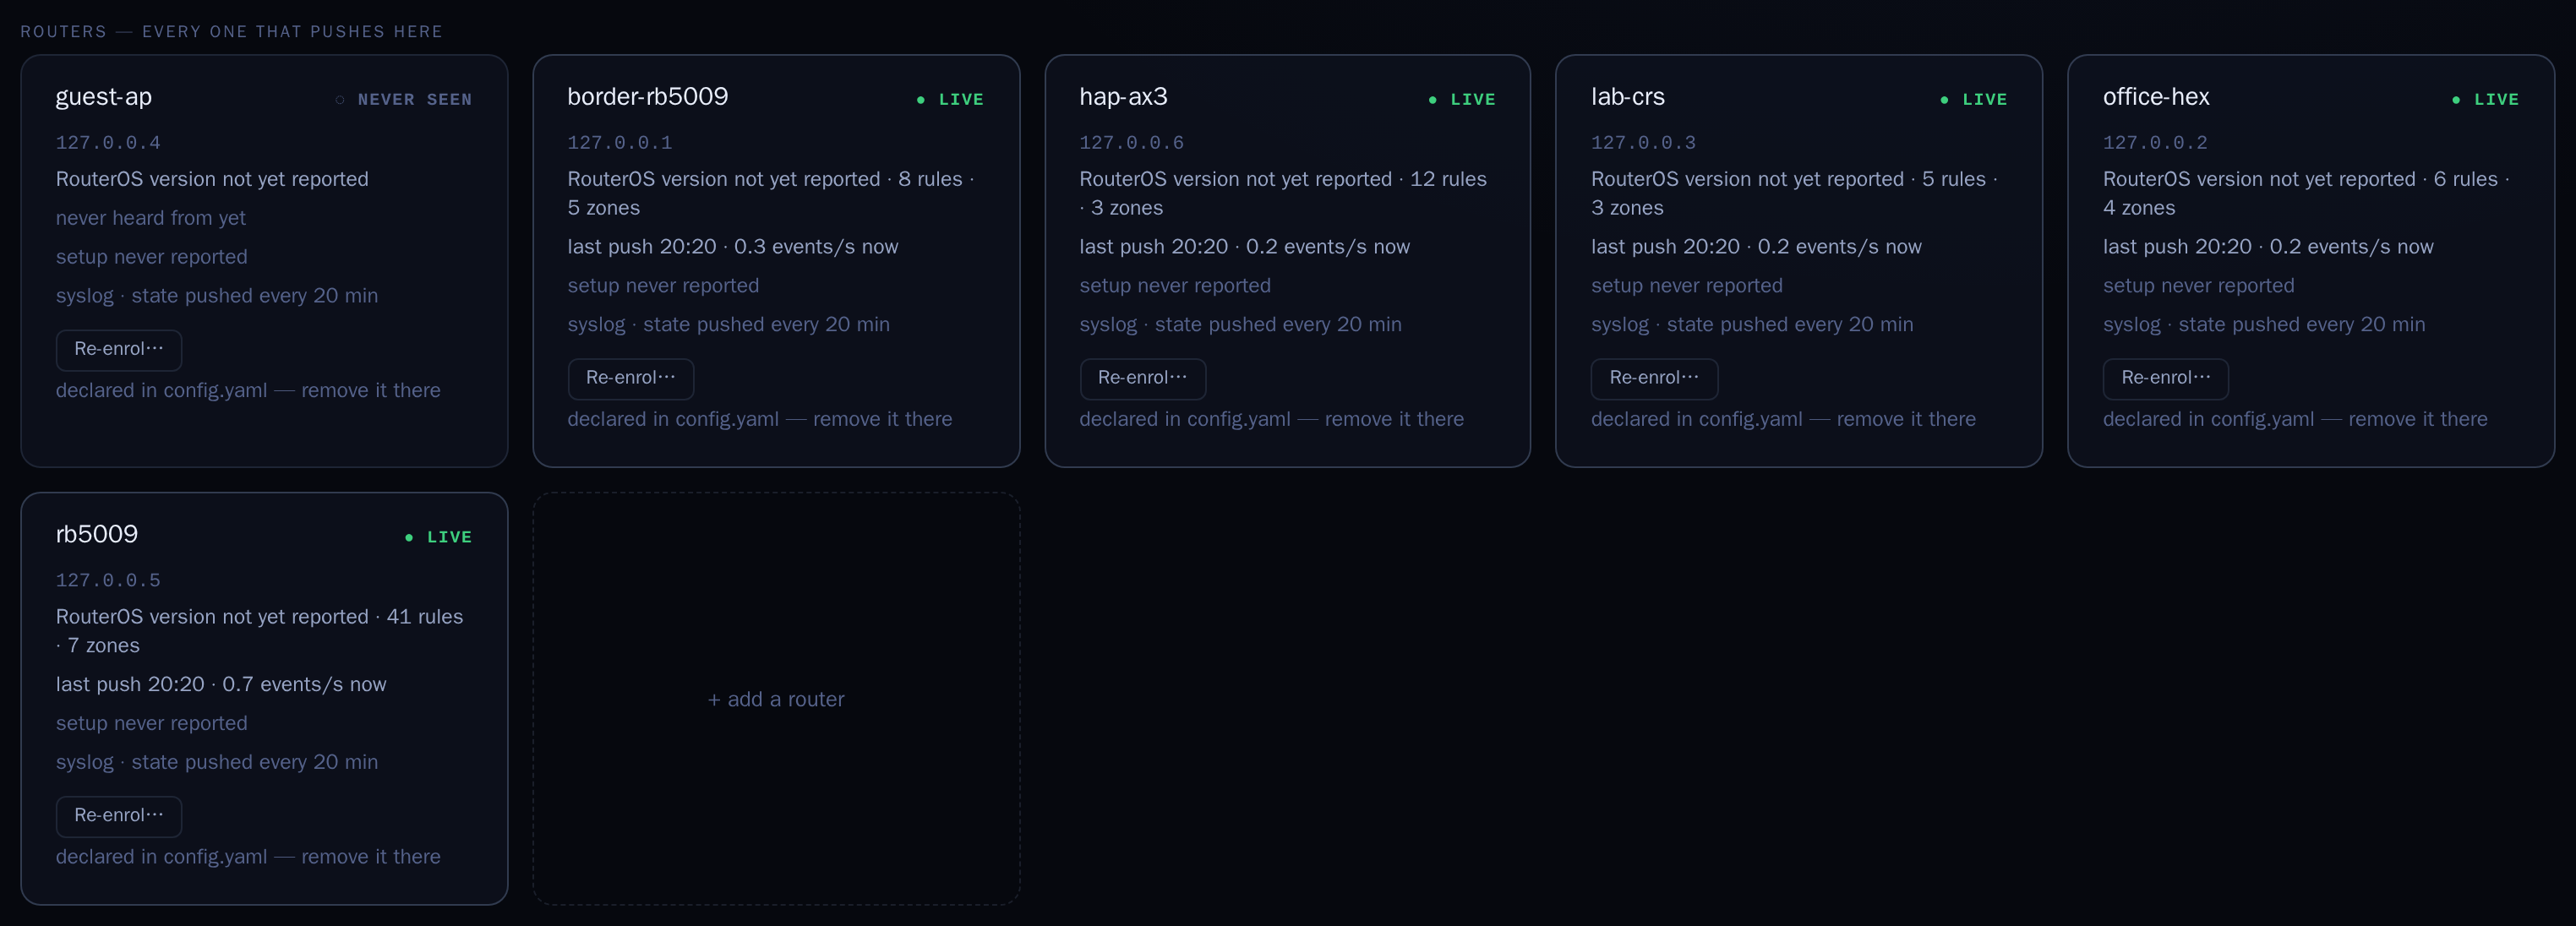 ROUTERS — EVERY ONE THAT PUSHES HERE
guest-ap
○ NEVER SEEN
127.0.0.4
RouterOS version not yet reported
never heard from yet
setup never reported
syslog · state pushed every 20 min
Re-enrol···
declared in config.yaml — remove it there
border-rb5009
● LIVE
127.0.0.1
RouterOS version not yet reported · 8 rules ·
5 zones
last push 20:20 · 0.3 events/s now
setup never reported
syslog · state pushed every 20 min
Re-enrol···
declared in config.yaml — remove it there
hap-ax3
● LIVE
127.0.0.6
RouterOS version not yet reported · 12 rules
· 3 zones
last push 20:20 · 0.2 events/s now
setup never reported
syslog · state pushed every 20 min
Re-enrol···
declared in config.yaml — remove it there
lab-crs
● LIVE
127.0.0.3
RouterOS version not yet reported · 5 rules ·
3 zones
last push 20:20 · 0.2 events/s now
setup never reported
syslog · state pushed every 20 min
Re-enrol···
declared in config.yaml — remove it there
office-hex
● LIVE
127.0.0.2
RouterOS version not yet reported · 6 rules ·
4 zones
last push 20:20 · 0.2 events/s now
setup never reported
syslog · state pushed every 20 min
Re-enrol···
declared in config.yaml — remove it there
rb5009
● LIVE
127.0.0.5
RouterOS version not yet reported · 41 rules
· 7 zones
last push 20:20 · 0.7 events/s now
setup never reported
syslog · state pushed every 20 min
Re-enrol···
declared in config.yaml — remove it there
+ add a router